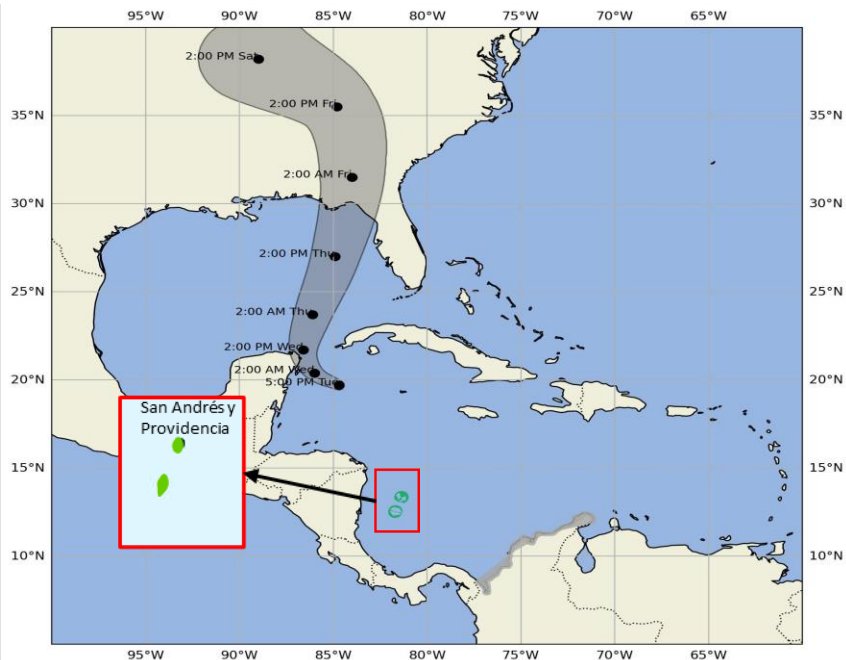 95°W 90°W 85°W 80°W 75°W 70°W 65°W
2:00 PM Sat
2:00 PM Fri
35°N 35°N
2:00 AM Fri
30°N 30°N
2:00 PM Thu
25°N 25°N
2:00 AM Thu
2:00 PM Wed
2:00 AM Wed
20°N 20°N
5:00 PM Tue
San Andrés y
Providencia
15°N 15°N
10°N 10°N
95°W 90°W 85°W 80°W 75°W 70°W 65°W